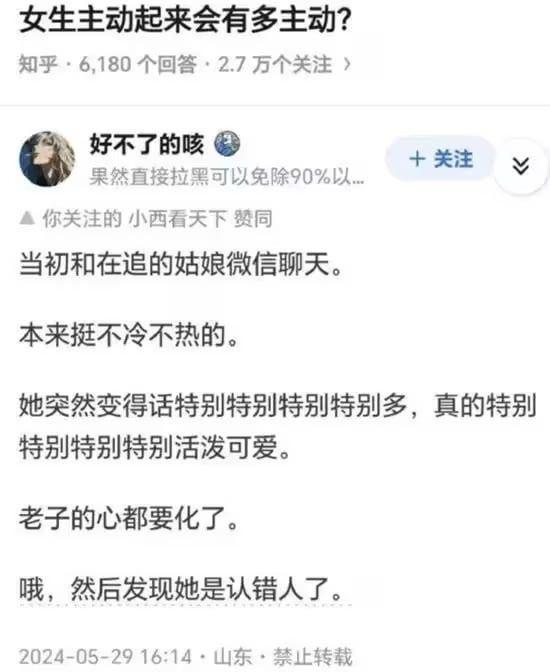 女生主动起来会有多主动?
知乎 · 6,180 个回答 · 2.7 万个关注 >
好不了的咳
果然直接拉黑可以免除90%以...
+ 关注
你关注的 小西看天下 赞同
当初和在追的姑娘微信聊天。
本来挺不冷不热的。
她突然变得话特别特别特别特别多，真的特别
特别特别特别活泼可爱。
老子的心都要化了。
哦，然后发现她是认错人了。
2024-05-29 16:14 · 山东 · 禁止转载